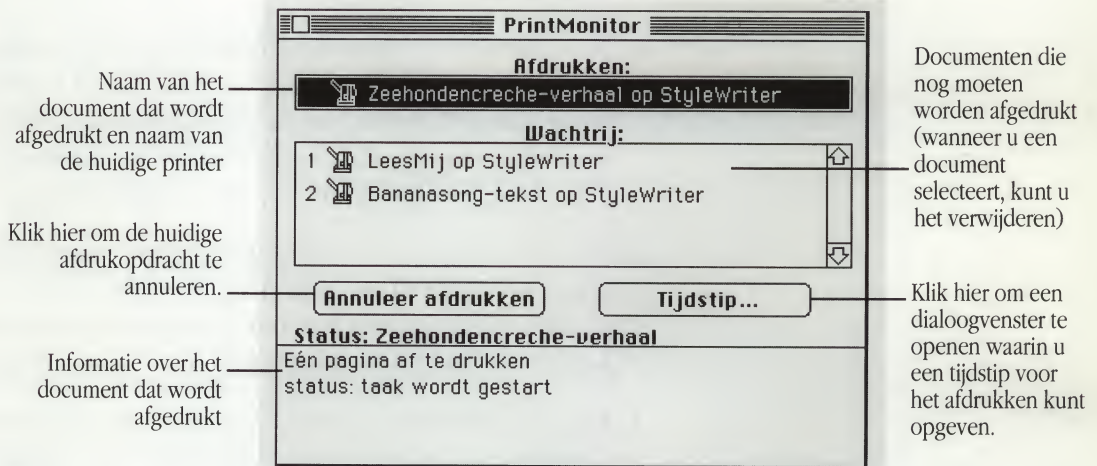 PrintMonitor
Afdrukken:
Zeehondencreche-verhaal op StyleWriter
Wachtrij:
1 LeesMij op StyleWriter
2 Bananasong-tekst op StyleWriter
Annuleer afdrukken
Tijdstip...
Status: Zeehondencreche-verhaal
Eén pagina af te drukken
status: taak wordt gestart
Naam van het
document dat wordt
afgedrukt en naam van
de huidige printer
Klik hier om de huidige
afdrukopdracht te
annuleren.
Informatie over het
document dat wordt
afgedrukt
Documenten die
nog moeten
worden afgedrukt
(wanneer u een
document
selecteert, kunt u
het verwijderen)
Klik hier om een
dialoogvenster te
openen waarin u
een tijdstip voor
het afdrukken kunt
opgeven.